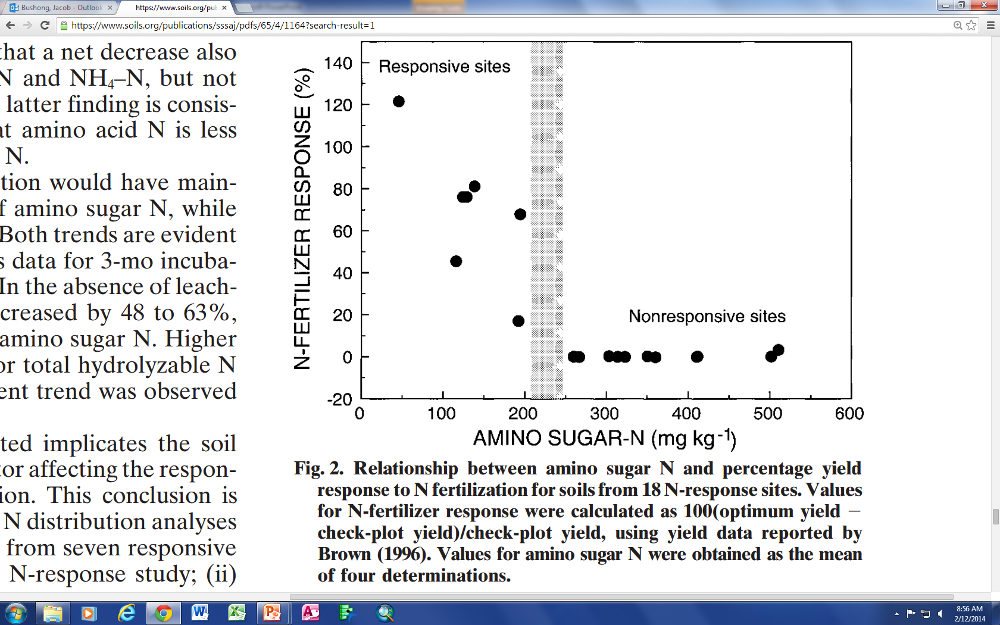 Bushong, Jacob - Outlook
https://www.soils.org/pul
https://www.soils.org/publications/sssaj/pdfs/65/4/1164?search-result=1
that a net decrease also
N and NH4–N, but not
latter finding is consis-
at amino acid N is less
N.
tion would have main-
f amino sugar N, while
Both trends are evident
s data for 3-mo incuba-
In the absence of leach-
creased by 48 to 63%,
amino sugar N. Higher
or total hydrolyzable N
ent trend was observed
ted implicates the soil
tor affecting the respon-
ion. This conclusion is
N distribution analyses
from seven responsive
N-response study; (ii)
N-FERTILIZER RESPONSE (%)
140
120
100
80
60
40
20
0
-20
Responsive sites
Nonresponsive sites
0 100 200 300 400 500 600
AMINO SUGAR-N (mg kg-1)
Fig. 2. Relationship between amino sugar N and percentage yield
response to N fertilization for soils from 18 N-response sites. Values
for N-fertilizer response were calculated as 100(optimum yield −
check-plot yield)/check-plot yield, using yield data reported by
Brown (1996). Values for amino sugar N were obtained as the mean
of four determinations.
8:56 AM
2/12/2014